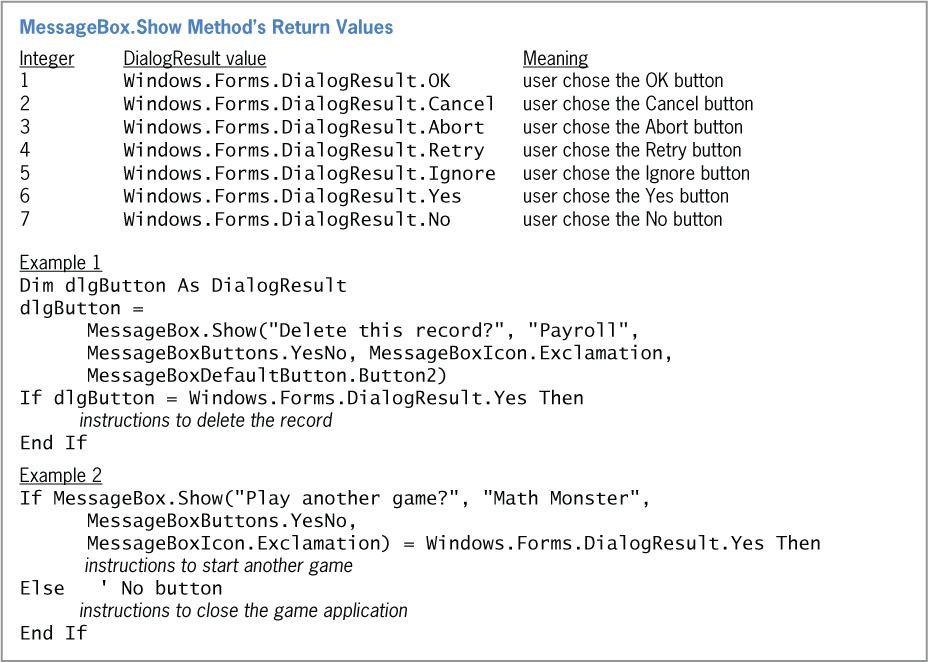 MessageBox.Show Method's Return Values
Integer DialogResult value Meaning
1 Windows.Forms.DialogResult.OK user chose the OK button
2 Windows.Forms.DialogResult.Cancel user chose the Cancel button
3 Windows.Forms.DialogResult.Abort user chose the Abort button
4 Windows.Forms.DialogResult.Retry user chose the Retry button
5 Windows.Forms.DialogResult.Ignore user chose the Ignore button
6 Windows.Forms.DialogResult.Yes user chose the Yes button
7 Windows.Forms.DialogResult.No user chose the No button
Example 1
Dim dlgButton As DialogResult
dlgButton =
MessageBox.Show("Delete this record?", "Payroll",
MessageBoxButtons.YesNo, MessageBoxIcon.Exclamation,
MessageBoxDefaultButton.Button2)
If dlgButton = Windows.Forms.DialogResult.Yes Then
instructions to delete the record
End If
Example 2
If MessageBox.Show("Play another game?", "Math Monster",
MessageBoxButtons.YesNo,
MessageBoxIcon.Exclamation) = Windows.Forms.DialogResult.Yes Then
instructions to start another game
Else ' No button
instructions to close the game application
End If